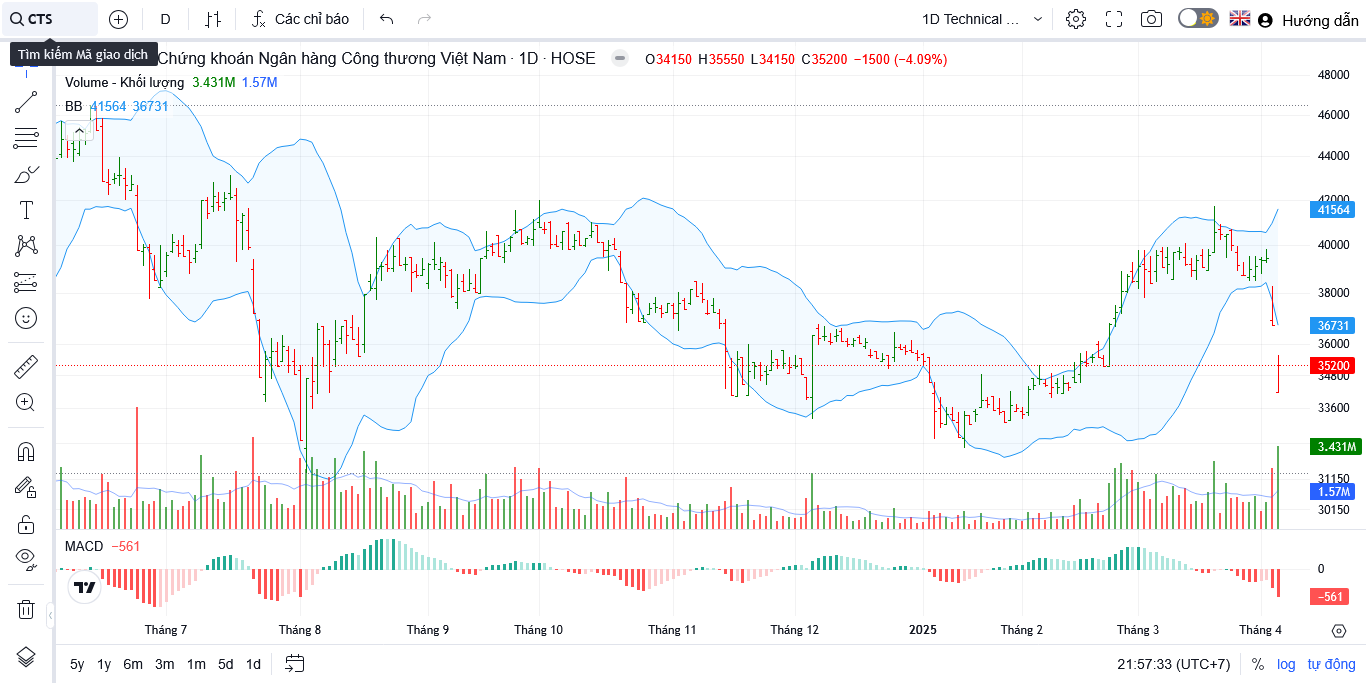 CTS
D
Các chỉ báo
1D Technical ...
Hướng dẫn
Tìm kiếm Mã giao dịch
Chứng khoán Ngân hàng Công thương Việt Nam · 1D · HOSE
O34150 H35550 L34150 C35200 −1500 (−4.09%)
Volume - Khối lượng 3.431M 1.57M
BB 41564 36731
48000
46000
44000
42000
41564
40000
38000
36731
36000
35200
34800
33600
3.431M
31150
1.57M
30150
MACD −561
0
−561
Tháng 7 Tháng 8 Tháng 9 Tháng 10 Tháng 11 Tháng 12 2025 Tháng 2 Tháng 3 Tháng 4
5y 1y 6m 3m 1m 5d 1d
21:57:33 (UTC+7) % log tự động